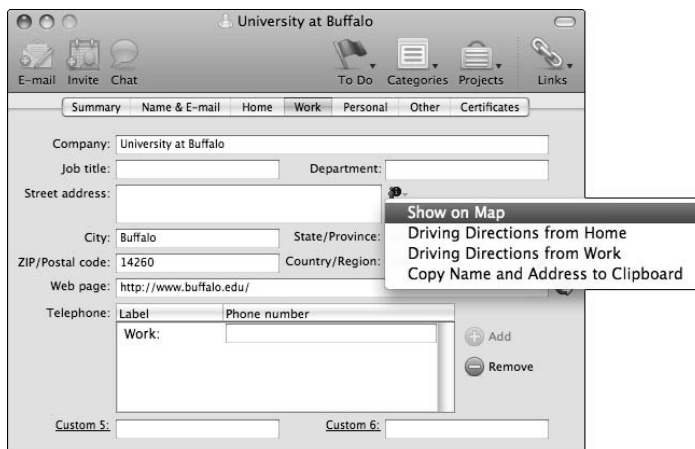 University at Buffalo
E-mail Invite Chat To Do Categories Projects Links
Summary Name & E-mail Home Work Personal Other Certificates
Company: University at Buffalo
Job title: Department:
Street address:
Show on Map
Driving Directions from Home
Driving Directions from Work
Copy Name and Address to Clipboard
City: Buffalo State/Province:
ZIP/Postal code: 14260 Country/Region:
Web page: http://www.buffalo.edu/
Telephone: Label Phone number
Work:
Add
Remove
Custom 5: Custom 6: